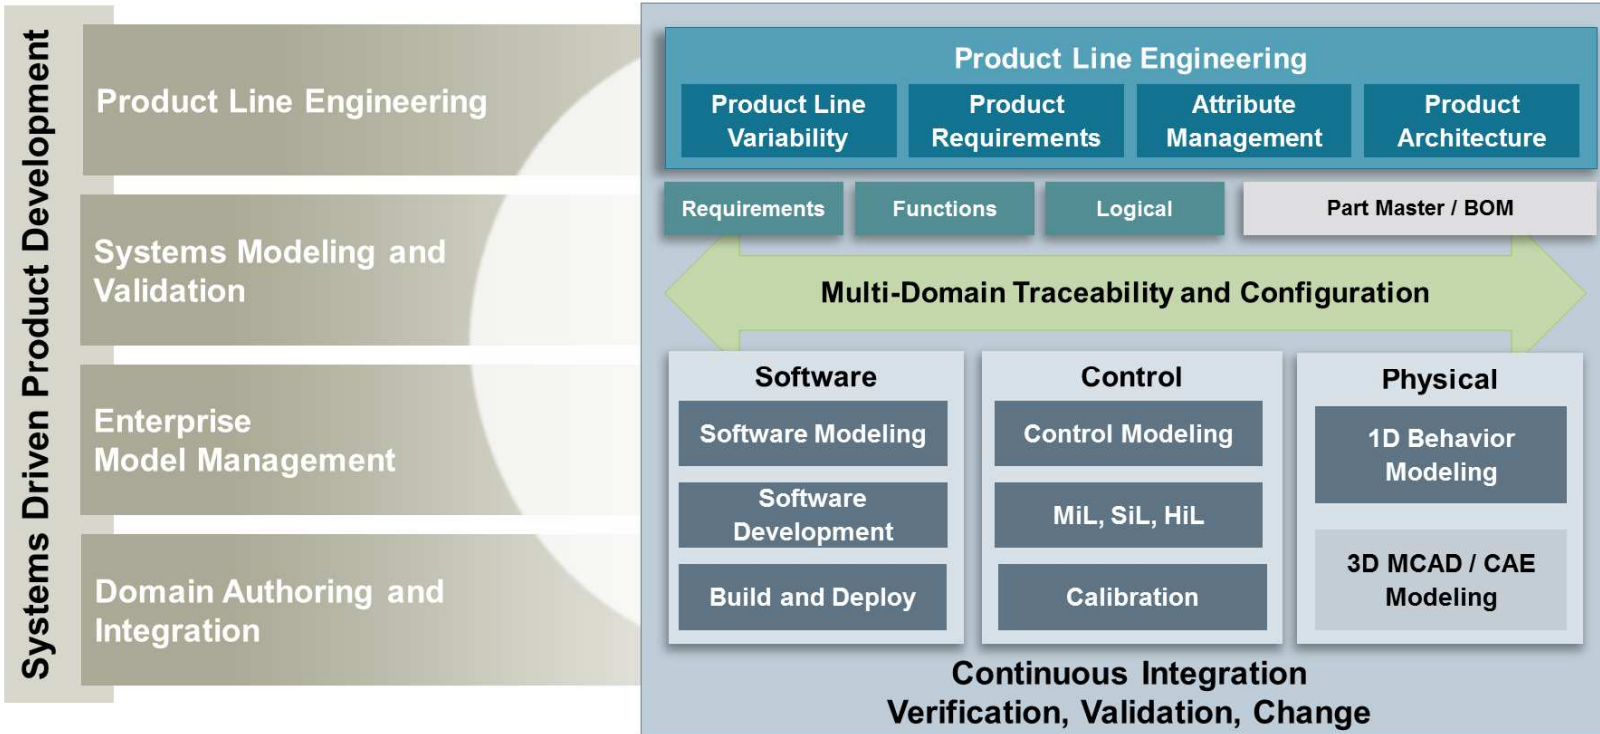 Systems Driven Product Development
Product Line Engineering
Systems Modeling and
Validation
Enterprise
Model Management
Domain Authoring and
Integration
Product Line Engineering
Product Line
Variability
Product
Requirements
Attribute
Management
Product
Architecture
Requirements
Functions
Logical
Part Master / BOM
Multi-Domain Traceability and Configuration
Software
Software Modeling
Software
Development
Build and Deploy
Control
Control Modeling
MiL, SiL, HiL
Calibration
Physical
1D Behavior
Modeling
3D MCAD / CAE
Modeling
Continuous Integration
Verification, Validation, Change